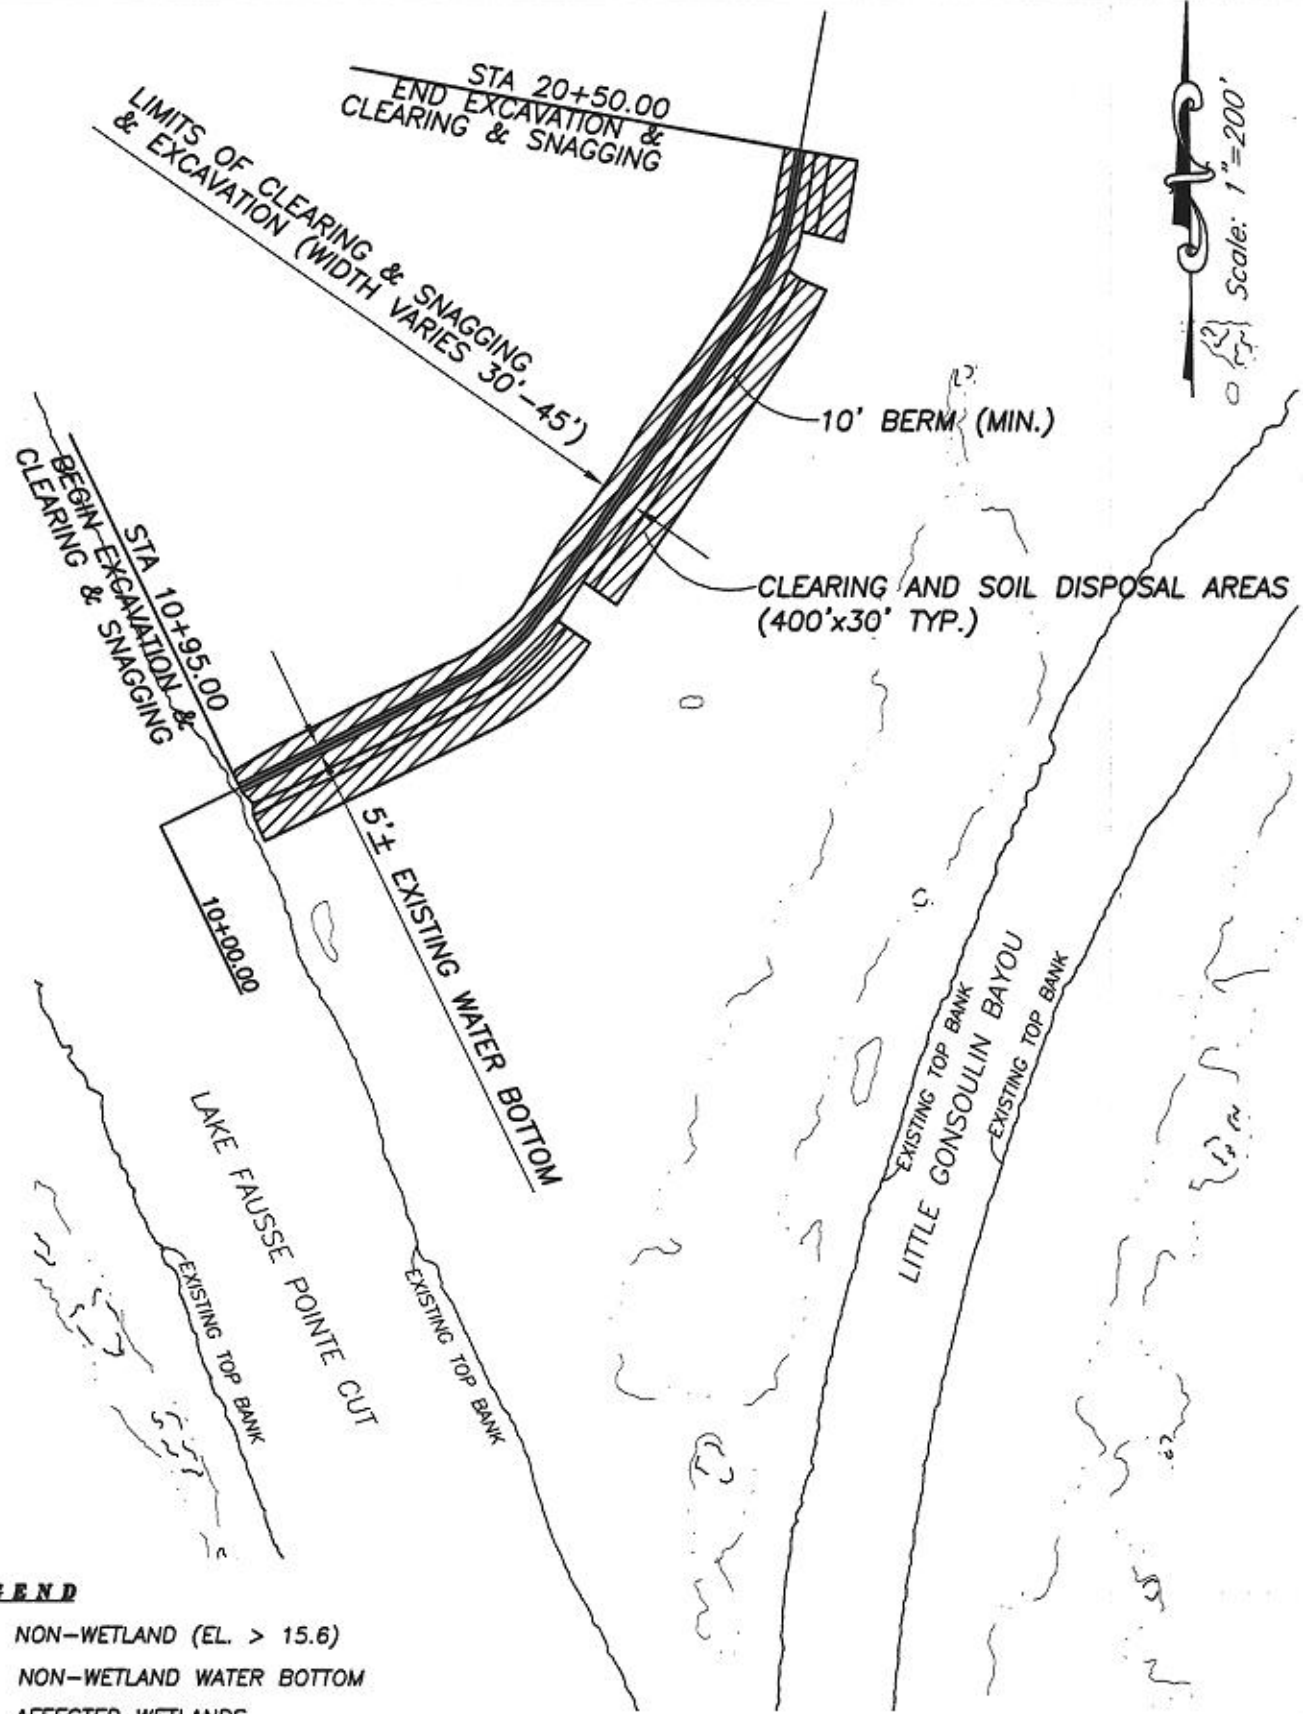 STA 20+50.00
END EXCAVATION &
CLEARING & SNAGGING
LIMITS OF CLEARING & SNAGGING
& EXCAVATION (WIDTH VARIES 30'-45')
Scale: 1"=200'
10' BERM (MIN.)
STA 10+95.00
BEGIN EXCAVATION &
CLEARING & SNAGGING
CLEARING AND SOIL DISPOSAL AREAS
(400'x30' TYP.)
5'± EXISTING WATER BOTTOM
10+00.00
LAKE FAUSSE POINTE CUT
EXISTING TOP BANK
EXISTING TOP BANK
EXISTING TOP BANK
LITTLE GONSOULIN BAYOU
EXISTING TOP BANK
GEND
NON-WETLAND (EL. > 15.6)
NON-WETLAND WATER BOTTOM
AFFECTED WETLANDS